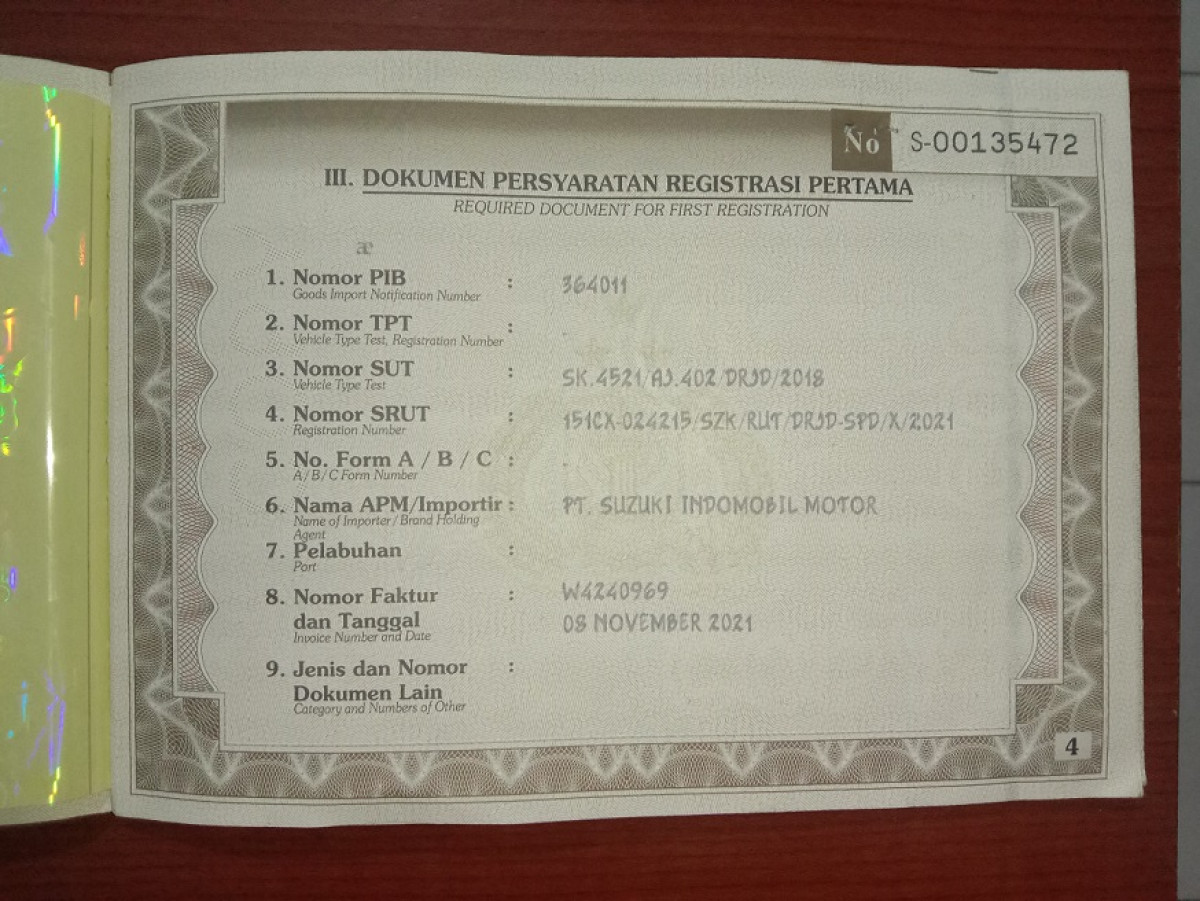 No S-00135472
III. DOKUMEN PERSYARATAN REGISTRASI PERTAMA
REQUIRED DOCUMENT FOR FIRST REGISTRATION
æ
1. Nomor PIB : 364011
Goods Import Notification Number
2. Nomor TPT : -
Vehicle Type Test, Registration Number
3. Nomor SUT : SK.4521/AJ.402/DRJD/2018
Vehicle Type Test
4. Nomor SRUT : 151CX-024215/SZK/RUT/DRJD-SPD/X/2021
Registration Number
5. No. Form A / B / C : -
A / B / C Form Number
6. Nama APM/Importir : PT. SUZUKI INDOMOBIL MOTOR
Name of Importer / Brand Holding
Agent
7. Pelabuhan :
Port
8. Nomor Faktur : W4240969
dan Tanggal 08 NOVEMBER 2021
Invoice Number and Date
9. Jenis dan Nomor :
Dokumen Lain
Category and Numbers of Other
4